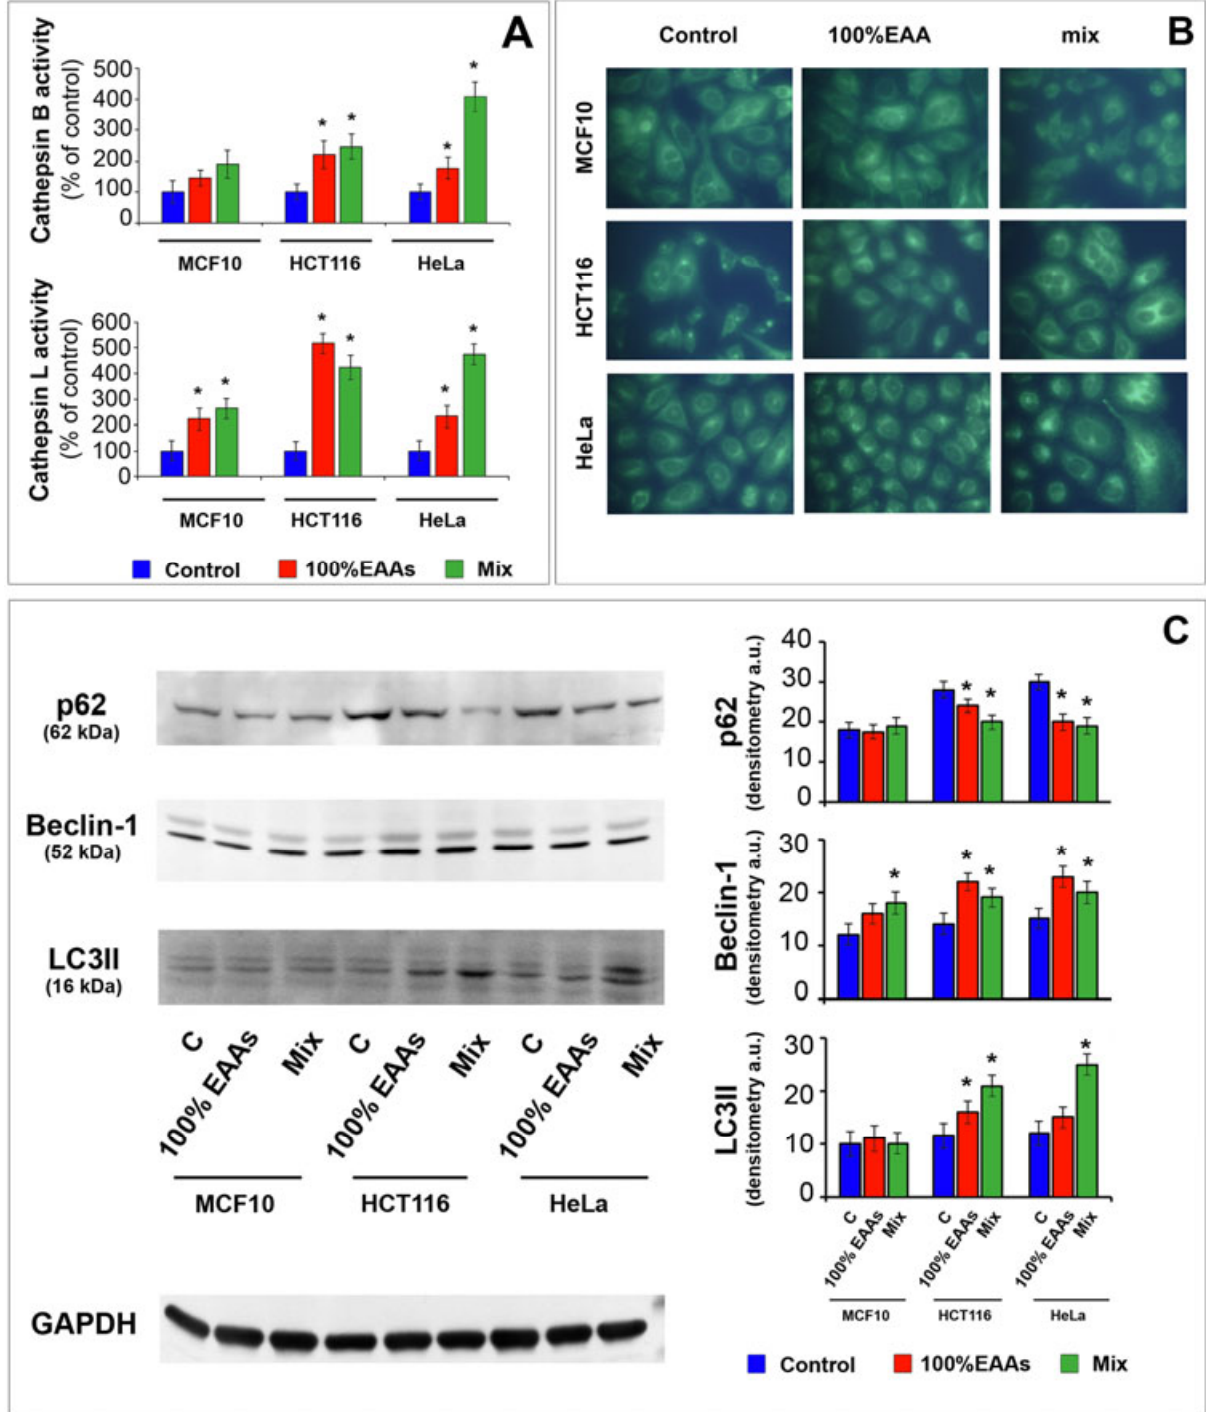 A
Cathepsin B activity
(% of control)
500
400
300
200
100
0
* * * *
MCF10 HCT116 HeLa
Cathepsin L activity
(% of control)
600
500
400
300
200
100
0
* * * * * *
MCF10 HCT116 HeLa
Control 100%EAAs Mix
B
Control 100%EAA mix
MCF10
HCT116
HeLa
C
p62
(62 kDa)
Beclin-1
(52 kDa)
LC3II
(16 kDa)
C 100% EAAs Mix C 100% EAAs Mix C 100% EAAs Mix
MCF10 HCT116 HeLa
GAPDH
p62
(densitometry a.u.)
40
30
20
10
0
* * * *
Beclin-1
(densitometry a.u.)
30
20
10
0
* * * * *
LC3II
(densitometry a.u.)
30
20
10
0
* * *
C 100% EAAs Mix C 100% EAAs Mix C 100% EAAs Mix
MCF10 HCT116 HeLa
Control 100%EAAs Mix